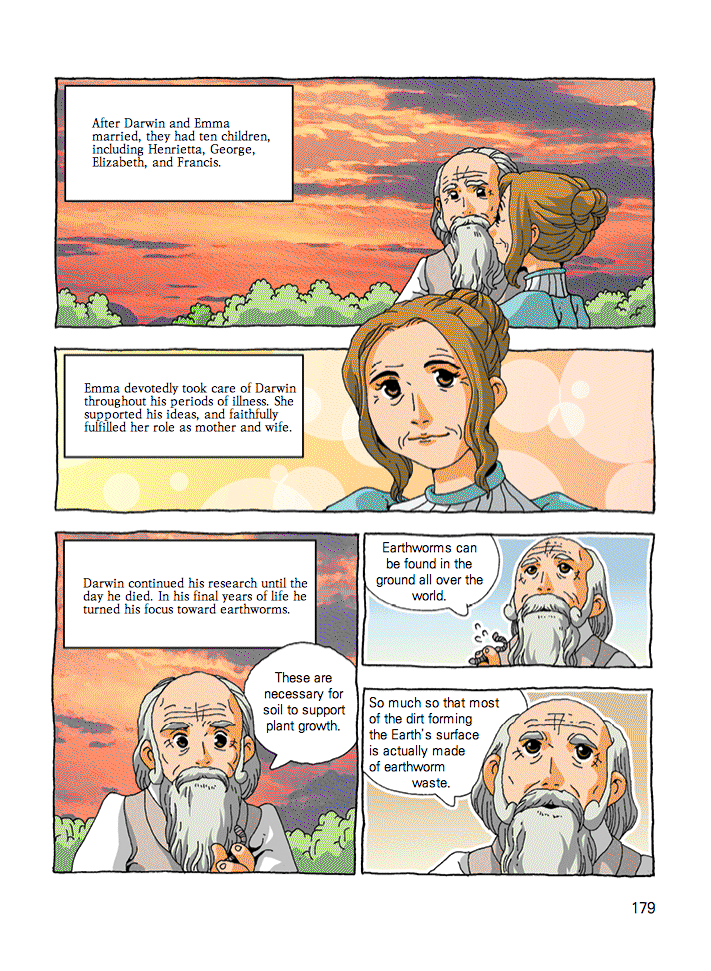 After Darwin and Emma
married, they had ten children,
including Henrietta, George,
Elizabeth, and Francis.
Emma devotedly took care of Darwin
throughout his periods of illness. She
supported his ideas, and faithfully
fulfilled her role as mother and wife.
Darwin continued his research until the
day he died. In his final years of life he
turned his focus toward earthworms.
These are
necessary for
soil to support
plant growth.
Earthworms can
be found in the
ground all over the
world.
So much so that most
of the dirt forming
the Earth's surface
is actually made
of earthworm
waste.
179